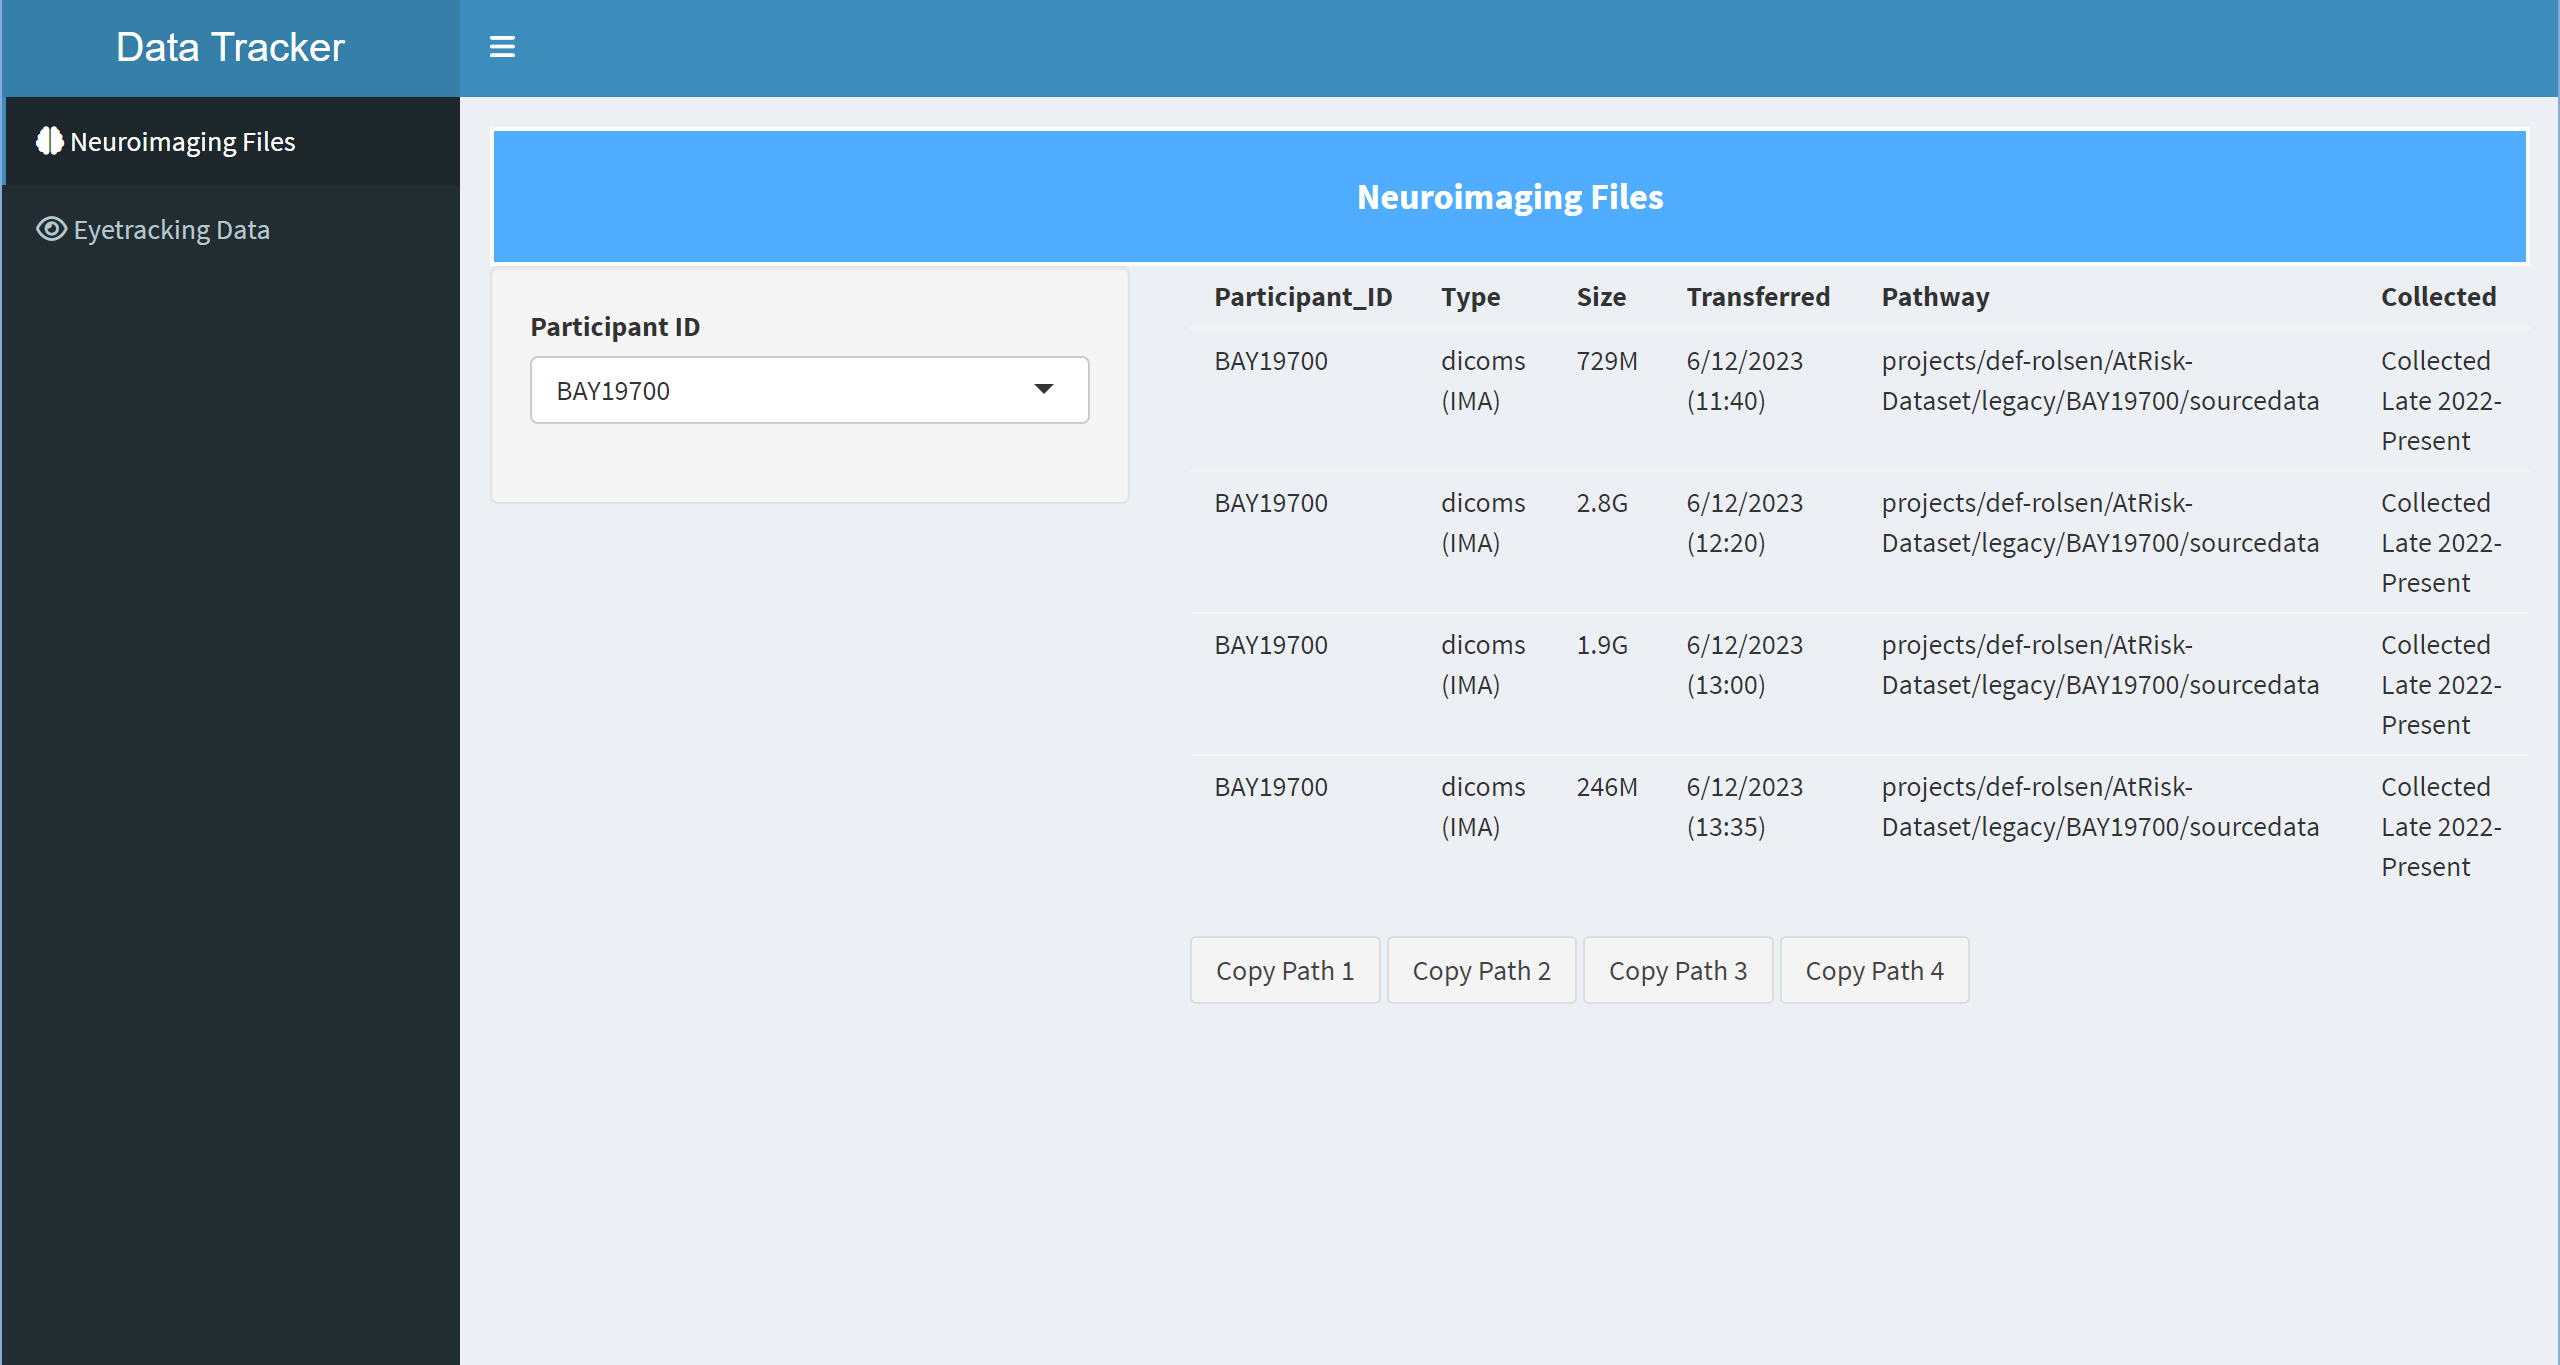 Data Tracker
Neuroimaging Files
Eyetracking Data
Neuroimaging Files
Participant ID
BAY19700
Participant_ID Type Size Transferred Pathway Collected
BAY19700 dicoms 729M 6/12/2023 projects/def-rolsen/AtRisk- Collected
(IMA) (11:40) Dataset/legacy/BAY19700/sourcedata Late 2022-
Present
BAY19700 dicoms 2.8G 6/12/2023 projects/def-rolsen/AtRisk- Collected
(IMA) (12:20) Dataset/legacy/BAY19700/sourcedata Late 2022-
Present
BAY19700 dicoms 1.9G 6/12/2023 projects/def-rolsen/AtRisk- Collected
(IMA) (13:00) Dataset/legacy/BAY19700/sourcedata Late 2022-
Present
BAY19700 dicoms 246M 6/12/2023 projects/def-rolsen/AtRisk- Collected
(IMA) (13:35) Dataset/legacy/BAY19700/sourcedata Late 2022-
Present
Copy Path 1 Copy Path 2 Copy Path 3 Copy Path 4